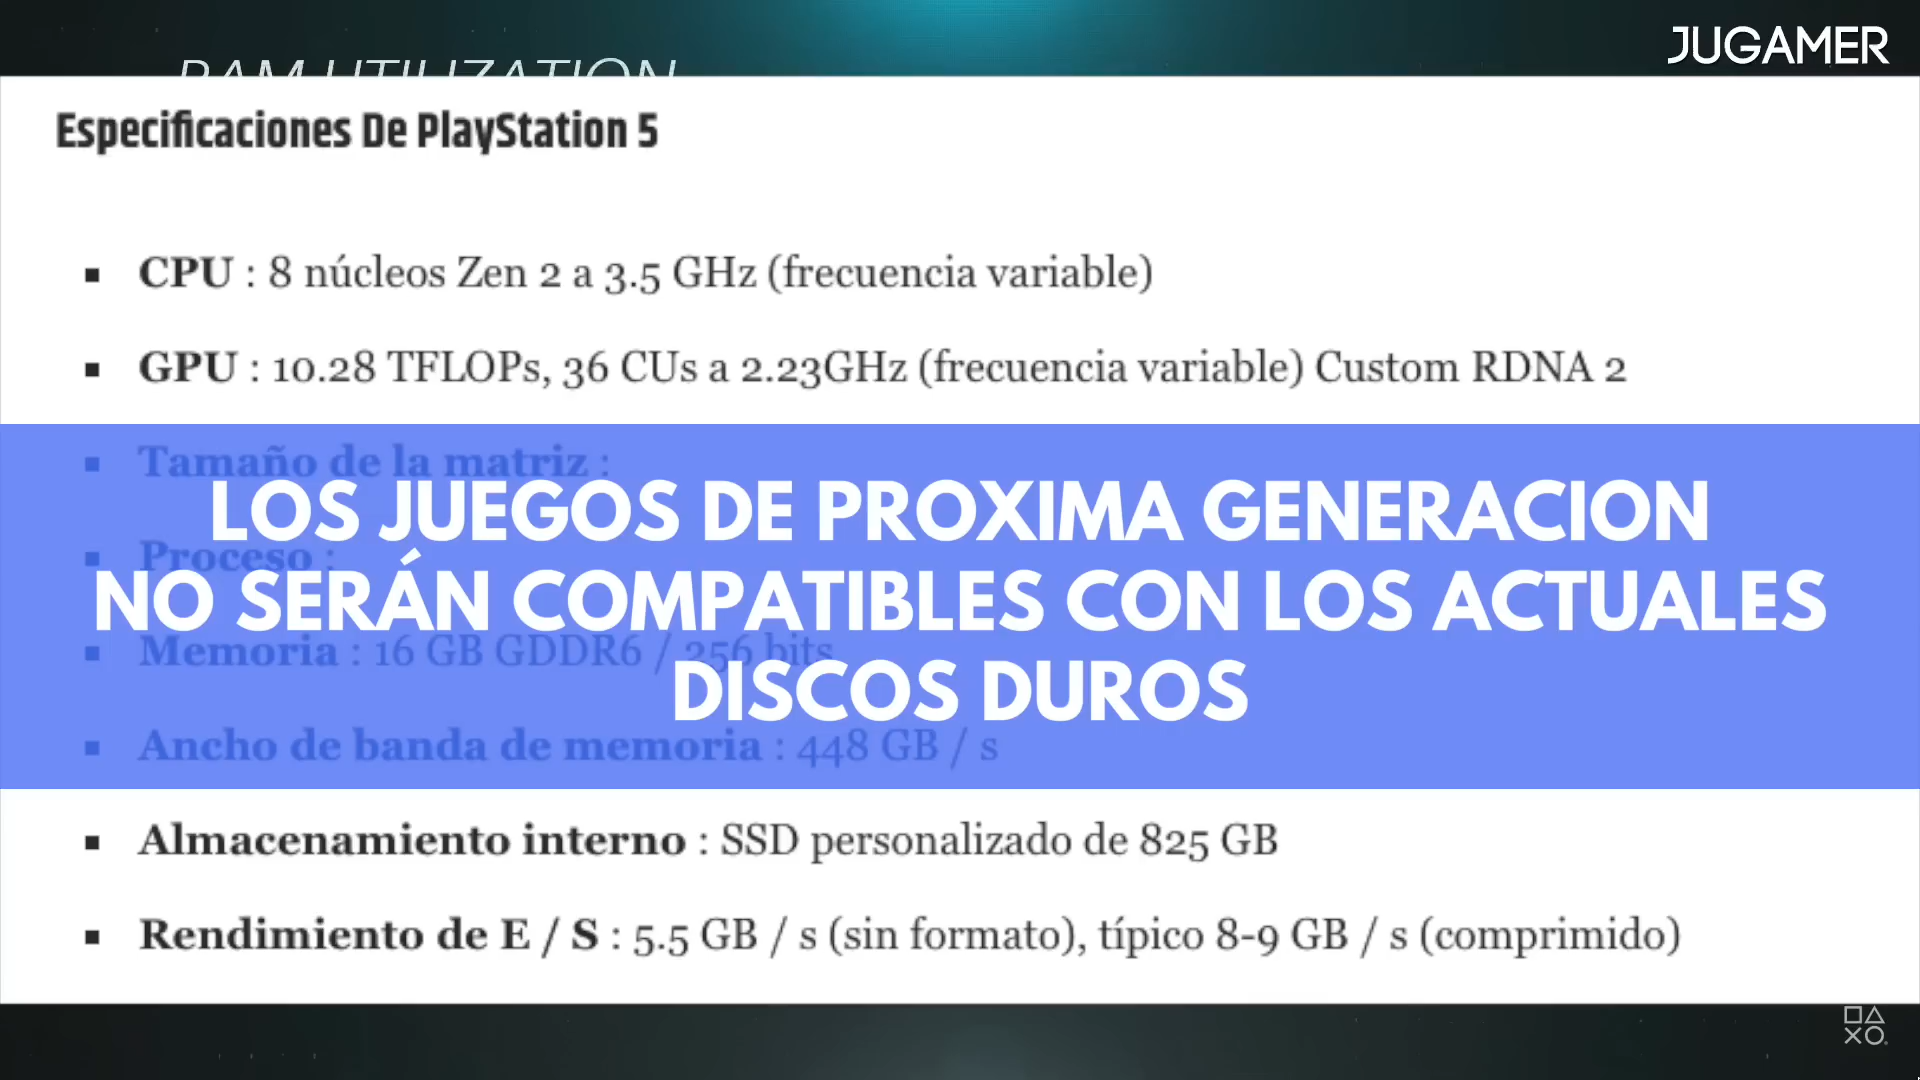 JUGAMER
RAM UTILIZATION
Especificaciones De PlayStation 5
▪ CPU : 8 núcleos Zen 2 a 3.5 GHz (frecuencia variable)
▪ GPU : 10.28 TFLOPs, 36 CUs a 2.23GHz (frecuencia variable) Custom RDNA 2
▪ Tamaño de la matriz :
LOS JUEGOS DE PROXIMA GENERACION
▪ Proceso :
NO SERÁN COMPATIBLES CON LOS ACTUALES
▪ Memoria : 16 GB GDDR6 / 256 bits
DISCOS DUROS
▪ Ancho de banda de memoria : 448 GB / s
▪ Almacenamiento interno : SSD personalizado de 825 GB
▪ Rendimiento de E / S : 5.5 GB / s (sin formato), típico 8-9 GB / s (comprimido)